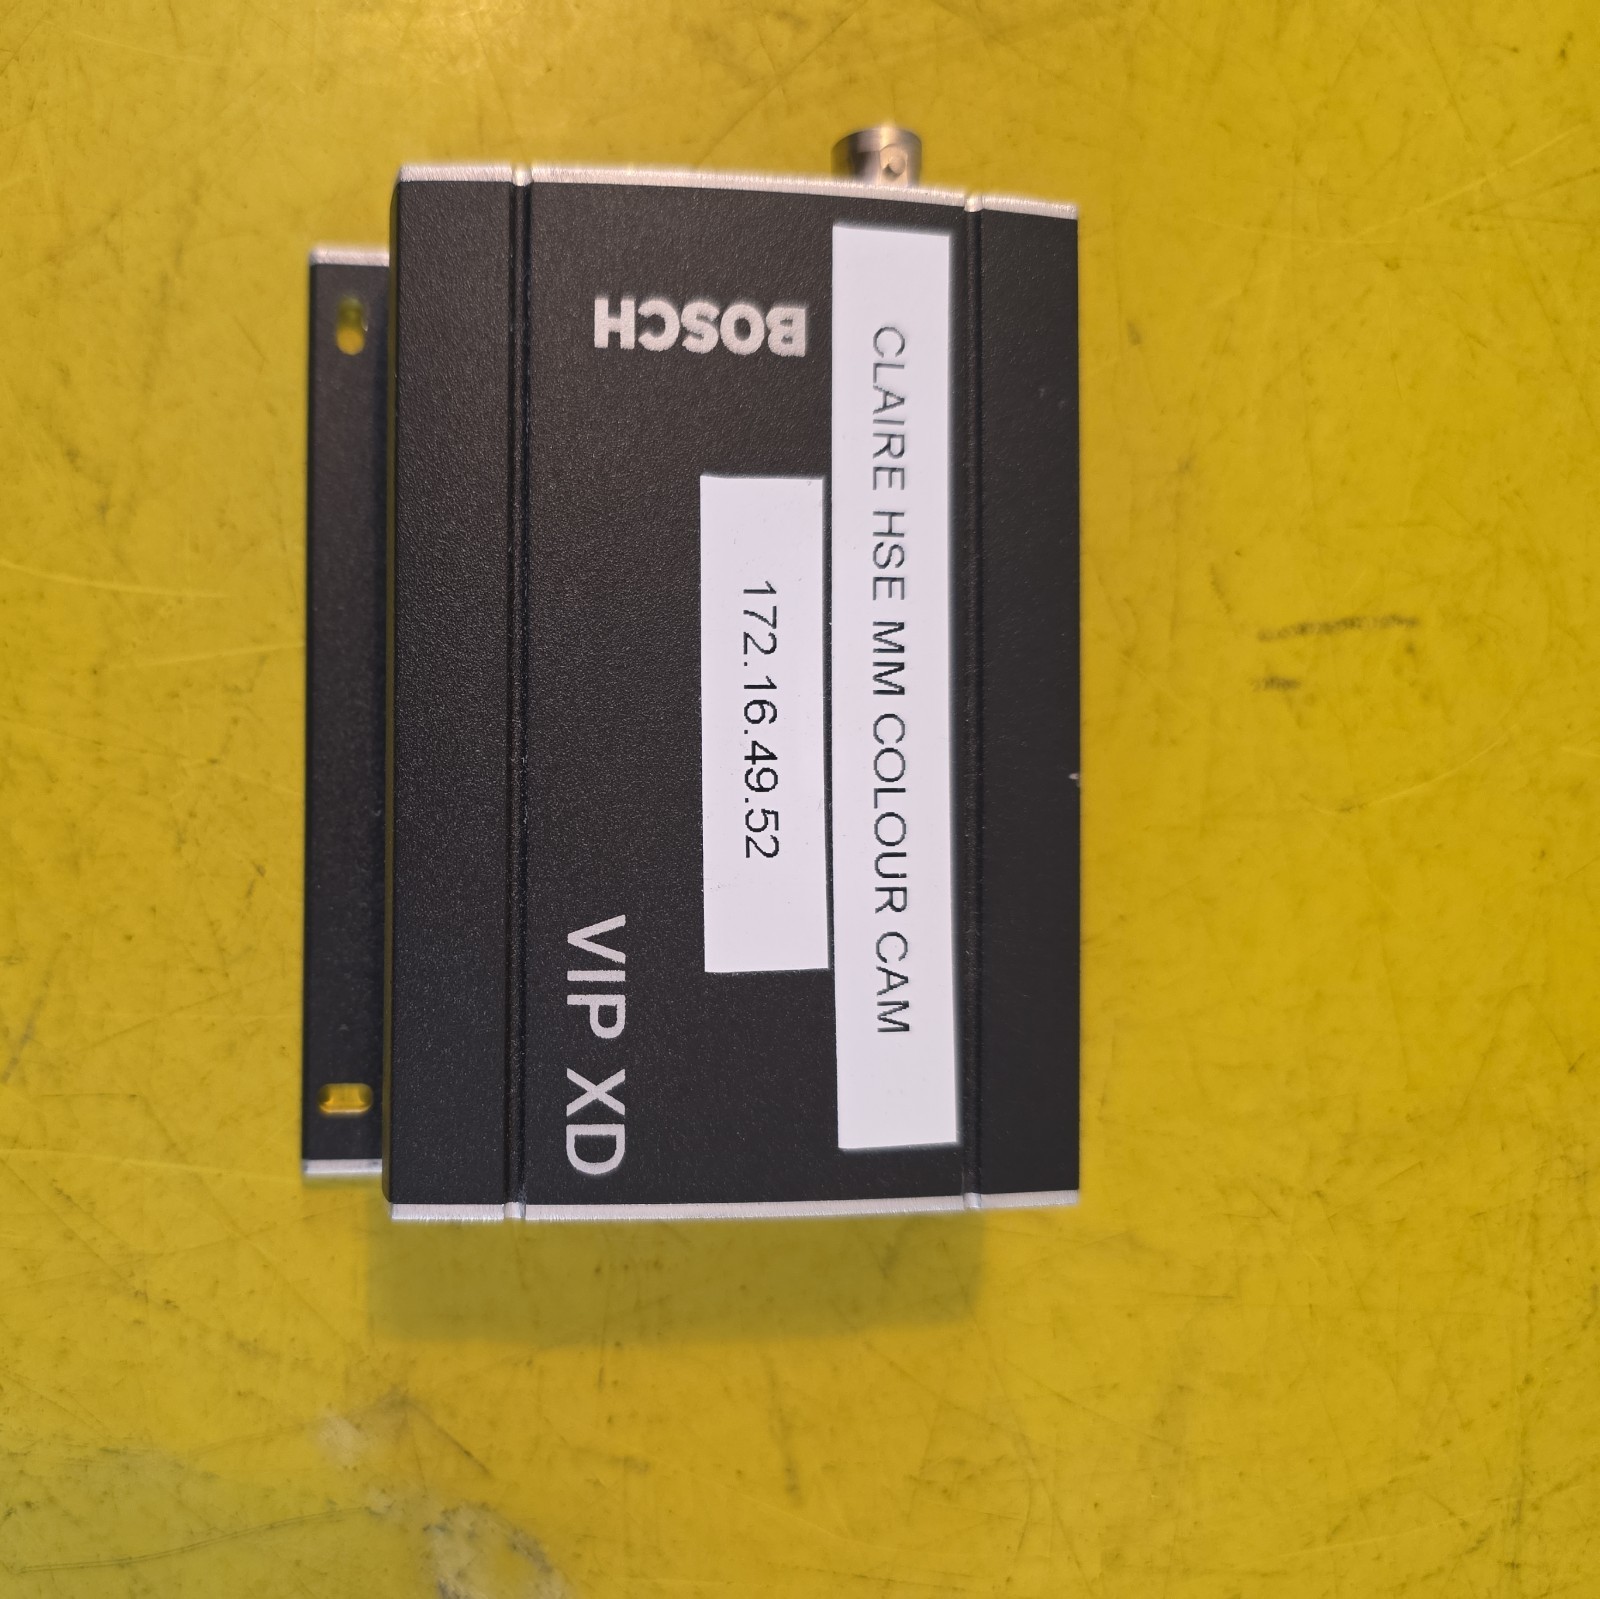 CLAIRE HSE MM COLOUR CAM
172.16.49.52
BOSCH
VIP XD